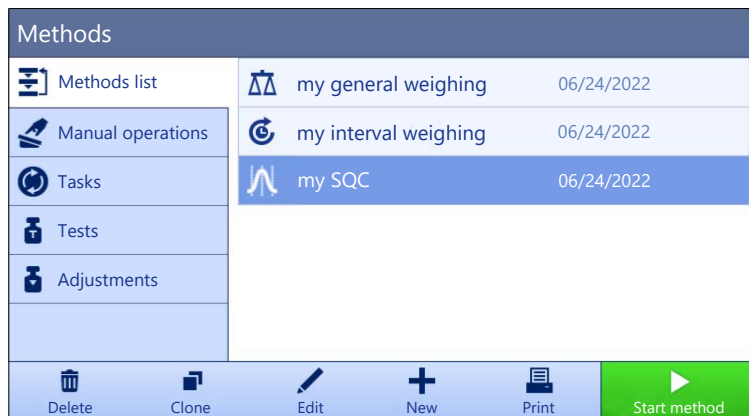 Methods
Methods list
Manual operations
Tasks
Tests
Adjustments
my general weighing 06/24/2022
my interval weighing 06/24/2022
my SQC 06/24/2022
Delete Clone Edit New Print Start method